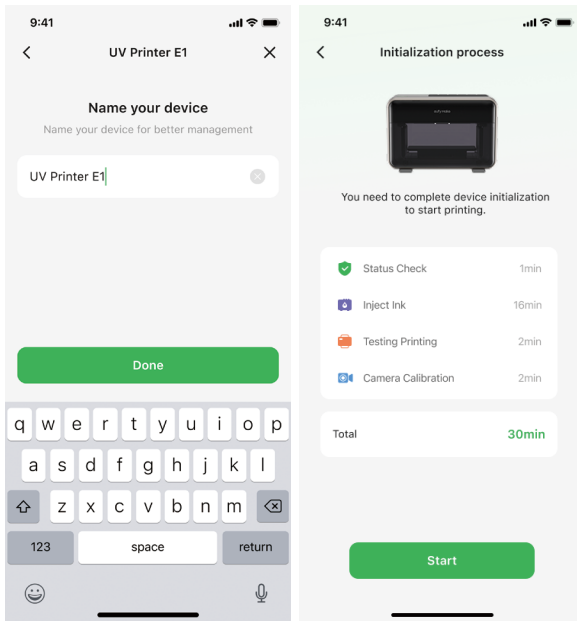 9:41
UV Printer E1
Name your device
Name your device for better management
UV Printer E1
Done
q w e r t y u i o p
a s d f g h j k l
z x c v b n m
123 space return
9:41
Initialization process
You need to complete device initialization
to start printing.
Status Check 1min
Inject Ink 16min
Testing Printing 2min
Camera Calibration 2min
Total 30min
Start